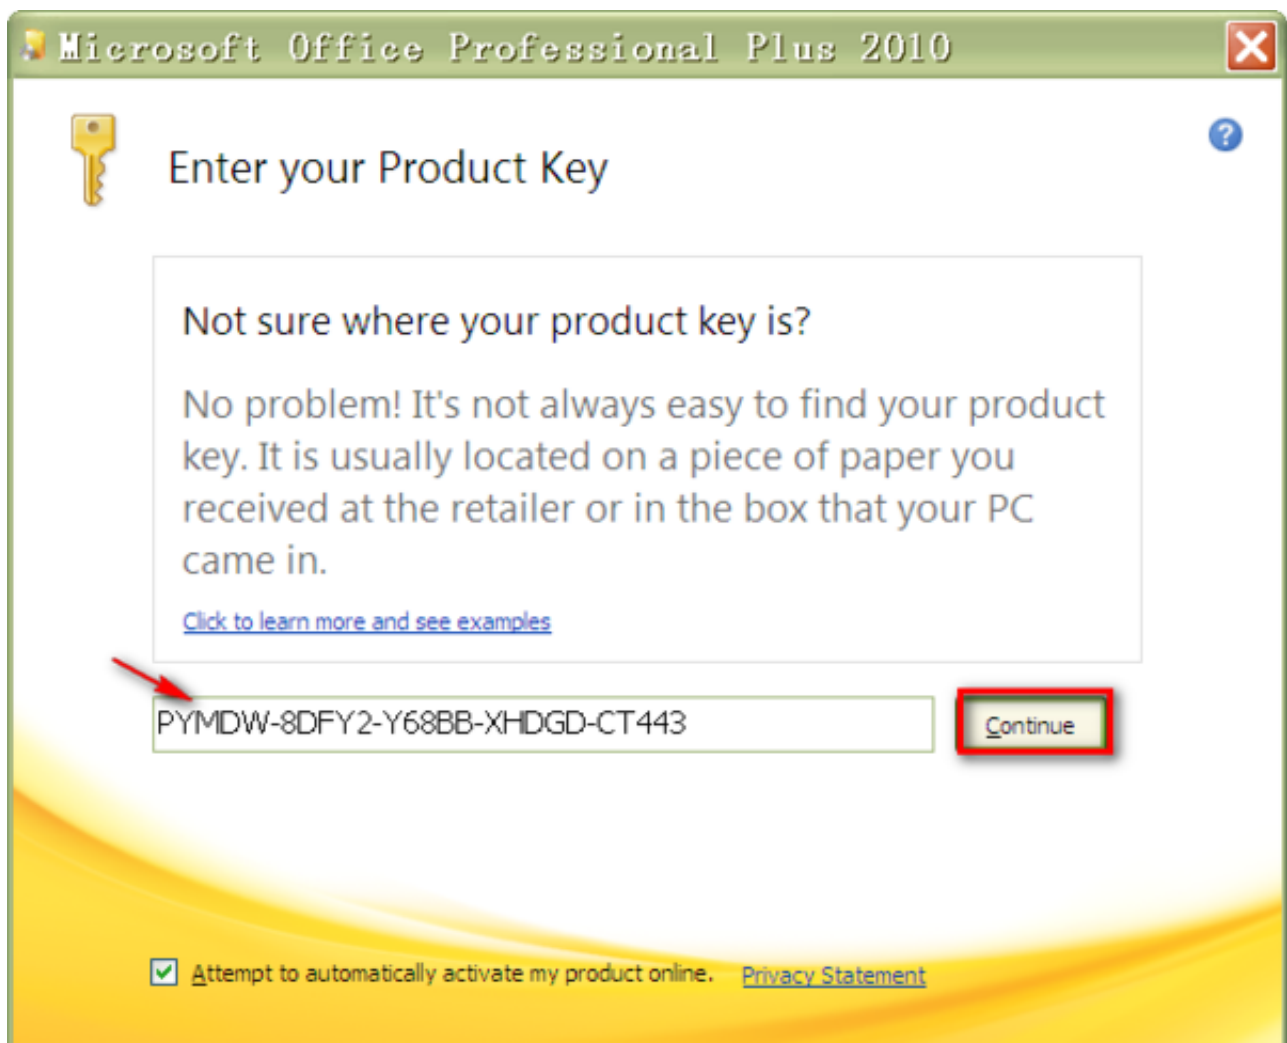 Microsoft Office Professional Plus 2010
?
Enter your Product Key
Not sure where your product key is?
No problem! It's not always easy to find your product
key. It is usually located on a piece of paper you
received at the retailer or in the box that your PC
came in.
Click to learn more and see examples
PYMDW-8DFY2-Y68BB-XHDGD-CT443
Continue
Attempt to automatically activate my product online. Privacy Statement